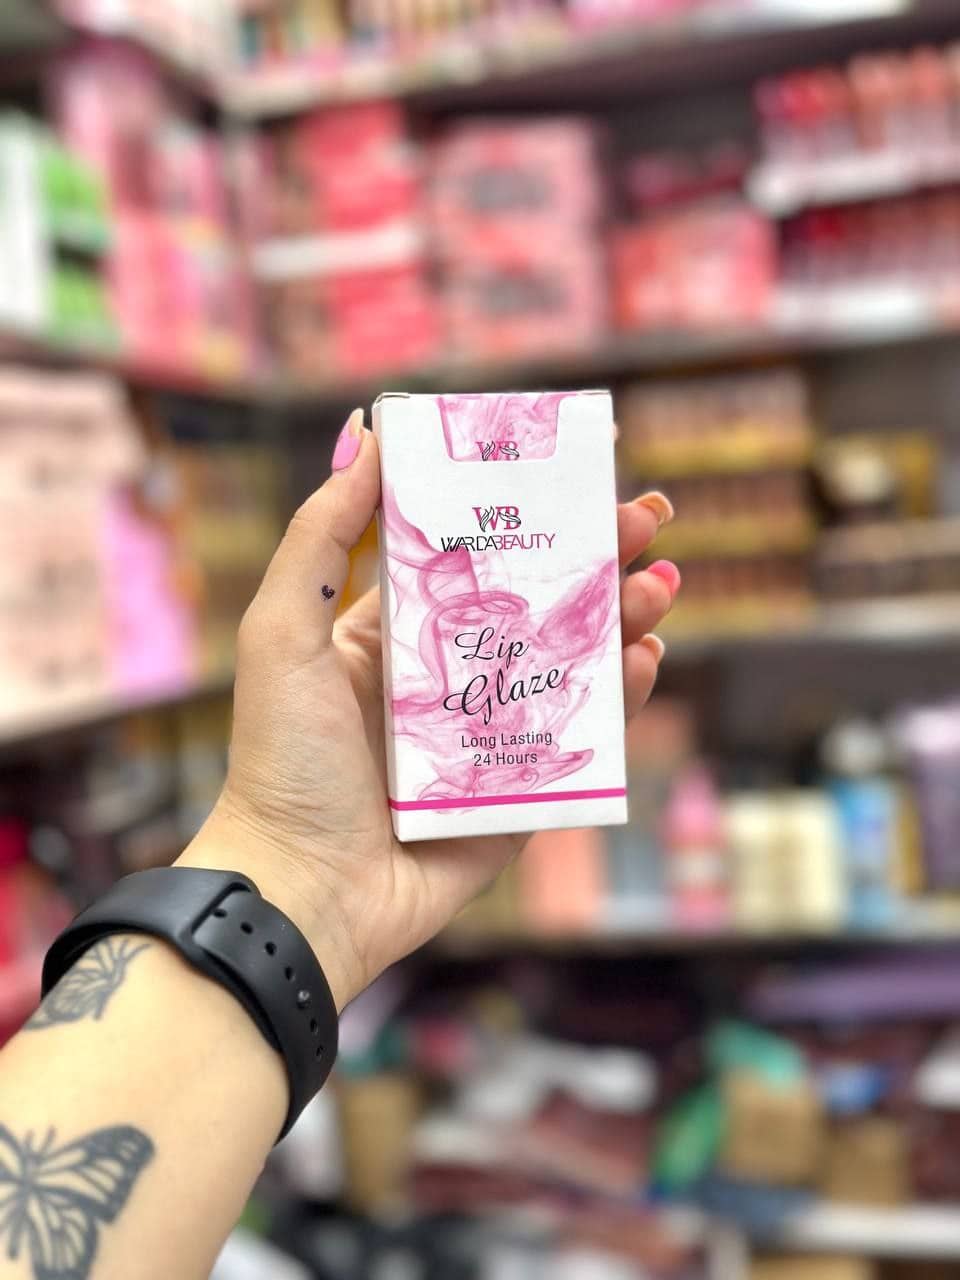 WB
WB
WARDABEAUTY
Lip
Glaze
Long Lasting
24 Hours